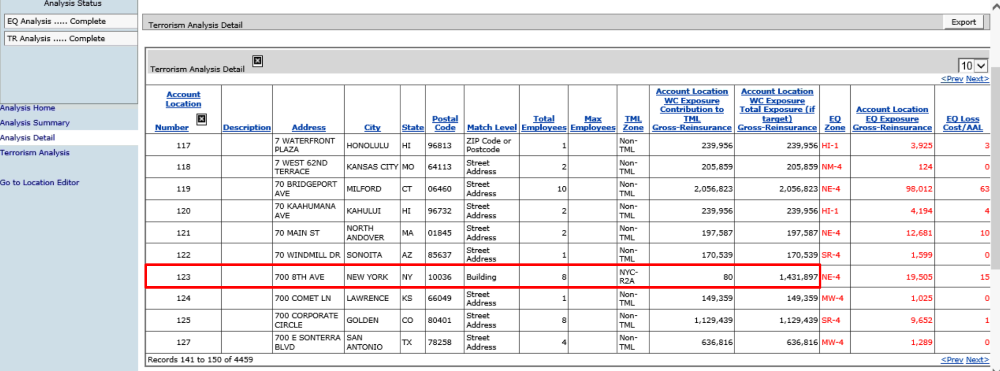 Analysis Status
EQ Analysis ..... Complete
TR Analysis ..... Complete
Analysis Home
Analysis Summary
Analysis Detail
Terrorism Analysis
Go to Location Editor
Terrorism Analysis Detail Export
Terrorism Analysis Detail
10
<Prev Next>
Account Location Number Description Address City State Postal Code Match Level Total Employees Max Employees TML Zone Account Location WC Exposure Contribution to TML Gross-Reinsurance Account Location WC Exposure Total Exposure (if target) Gross-Reinsurance EQ Zone Account Location EQ Exposure Gross-Reinsurance EQ Loss Cost/AAL
117 7 WATERFRONT PLAZA HONOLULU HI 96813 ZIP Code or Postcode 1 Non-TML 239,956 239,956 HI-1 3,925 3
118 7 WEST 62ND TERRACE KANSAS CITY MO 64113 Street Address 2 Non-TML 205,859 205,859 NM-4 124 0
119 70 BRIDGEPORT AVE MILFORD CT 06460 Street Address 10 Non-TML 2,056,823 2,056,823 NE-4 98,012 63
120 70 KAAHUMANA AVE KAHULUI HI 96732 Street Address 2 Non-TML 239,956 239,956 HI-1 4,194 4
121 70 MAIN ST NORTH ANDOVER MA 01845 Street Address 2 Non-TML 197,587 197,587 NE-4 12,681 10
122 70 WINDMILL DR SONOITA AZ 85637 Street Address 1 Non-TML 170,539 170,539 SR-4 1,599 0
123 700 8TH AVE NEW YORK NY 10036 Building 8 NYC-R2A 80 1,431,897 NE-4 19,505 15
124 700 COMET LN LAWRENCE KS 66049 Street Address 1 Non-TML 149,359 149,359 MW-4 1,025 0
125 700 CORPORATE CIRCLE GOLDEN CO 80401 Street Address 8 Non-TML 1,129,439 1,129,439 SR-4 9,652 1
127 700 E SONTERRA BLVD SAN ANTONIO TX 78258 Street Address 4 Non-TML 636,816 636,816 MW-4 1,289 0
Records 141 to 150 of 4459 <Prev Next>